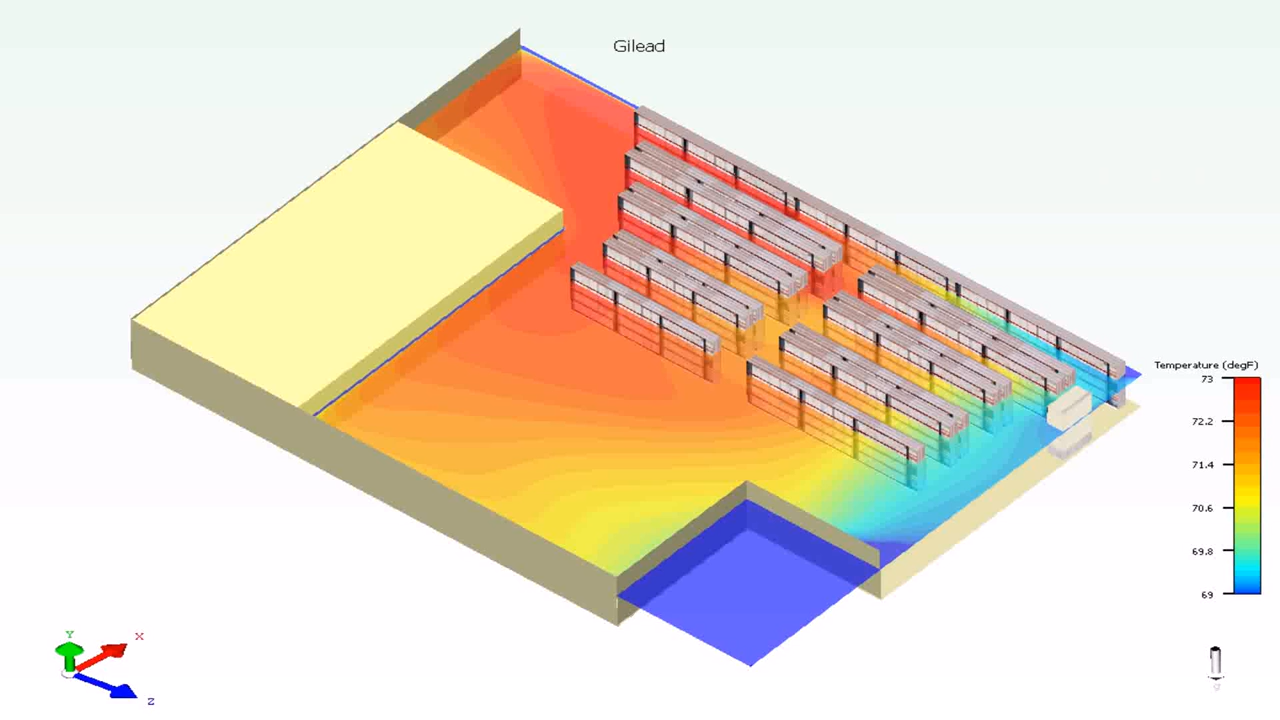 Gilead
Temperature (degF)
73
72.2
71.4
70.6
69.8
69
Y
X
Z